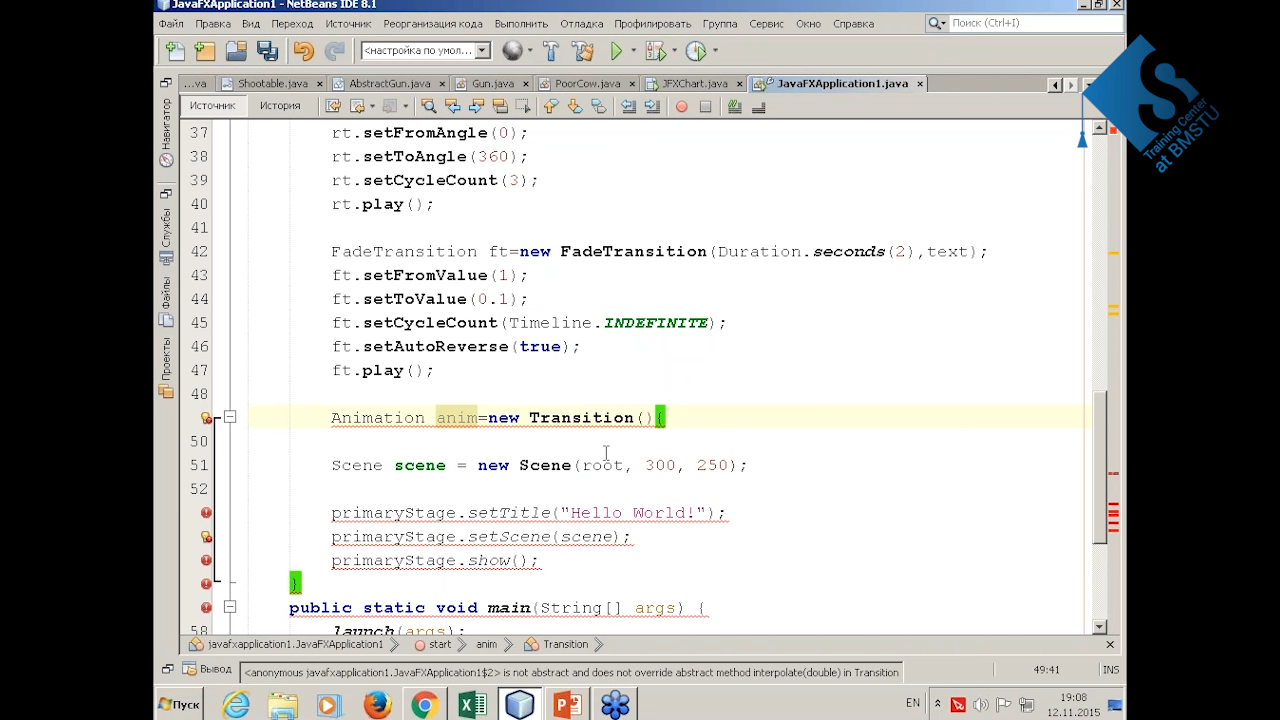 JavaFXApplication1 - NetBeans IDE 8.1
Файл Правка Вид Переход Источник Реорганизация кода Выполнить Отладка Профилировать Группа Сервис Окно Справка
Поиск (Ctrl+I)
<настройка по умол...
...va Shootable.java AbstractGun.java Gun.java PoorCow.java JFXChart.java JavaFXApplication1.java
Источник История
Training Center
at BMSTU
Навигатор
Службы
Файлы
Проекты
37 rt.setFromAngle(0);
38 rt.setToAngle(360);
39 rt.setCycleCount(3);
40 rt.play();
41
42 FadeTransition ft=new FadeTransition(Duration.seconds(2),text);
43 ft.setFromValue(1);
44 ft.setToValue(0.1);
45 ft.setCycleCount(Timeline.INDEFINITE);
46 ft.setAutoReverse(true);
47 ft.play();
48
Animation anim=new Transition(){
50
51 Scene scene = new Scene(root, 300, 250);
52
primaryStage.setTitle("Hello World!");
primaryStage.setScene(scene);
primaryStage.show();
}
public static void main(String[] args) {
58 launch(args);
javafxapplication1.JavaFXApplication1 start anim Transition
Вывод <anonymous javafxapplication1.JavaFXApplication1$2> is not abstract and does not override abstract method interpolate(double) in Transition 49:41 INS
Пуск EN 19:08
12.11.2015